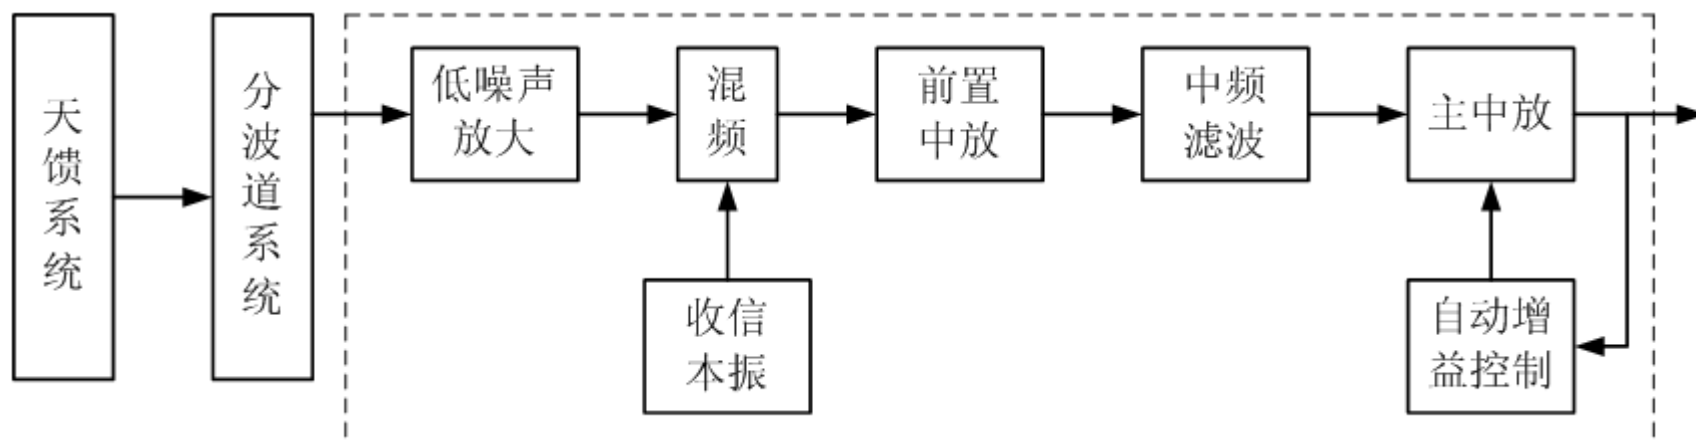 天馈系统
分波道系统
低噪声
放大
混
频
前置
中放
中频
滤波
主中放
收信
本振
自动增
益控制